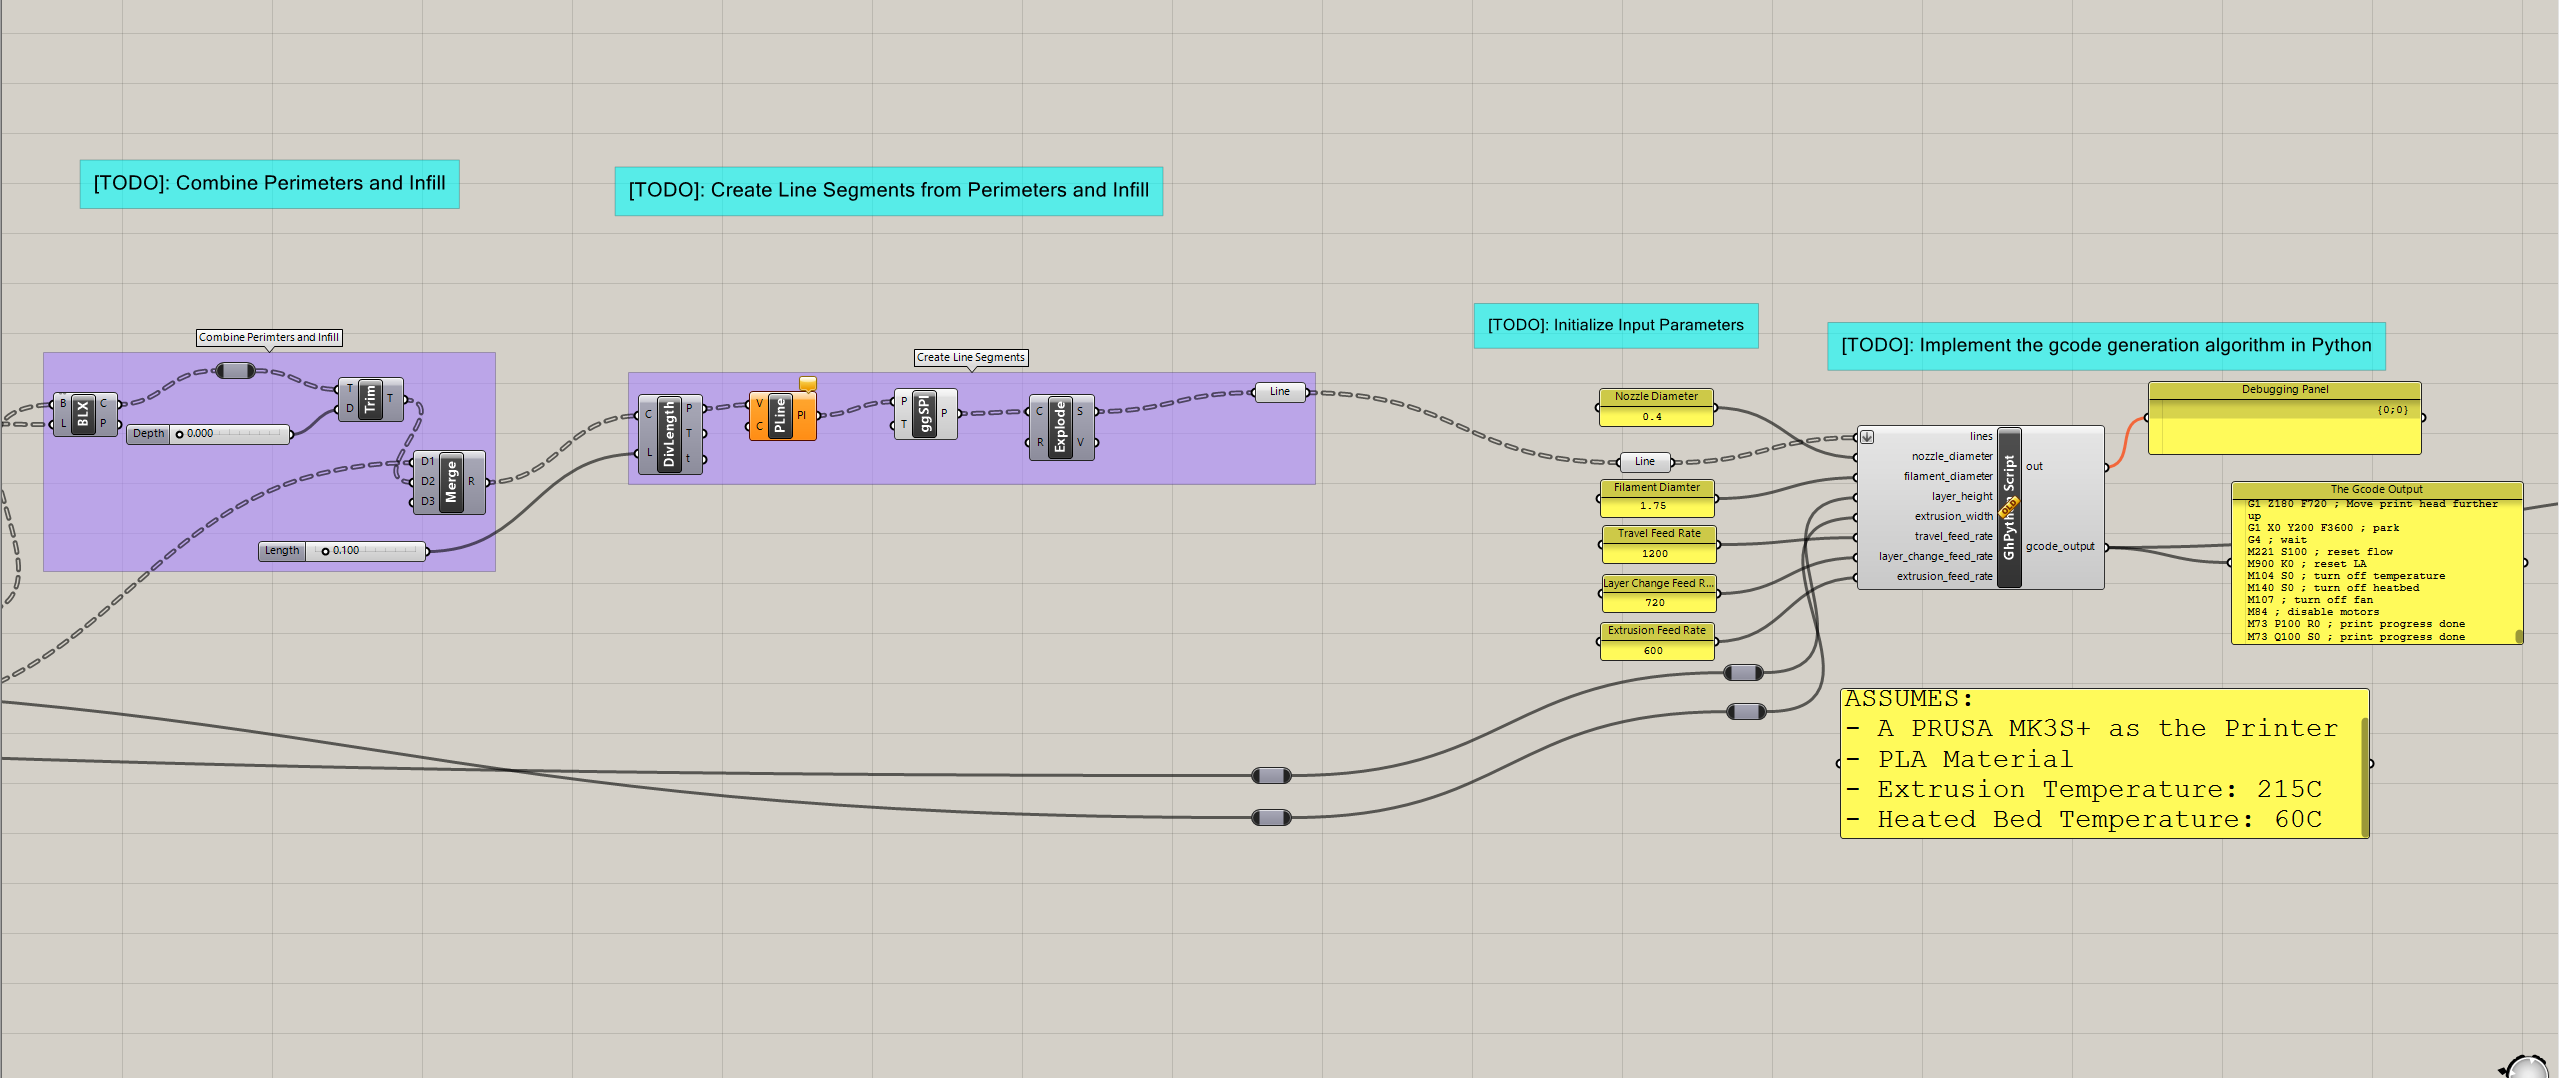 [TODO]: Combine Perimeters and Infill
[TODO]: Create Line Segments from Perimeters and Infill
[TODO]: Initialize Input Parameters
[TODO]: Implement the gcode generation algorithm in Python
Combine Perimters and Infill
B
L
BLX
C
P
Depth
0.000
T
D
Trim
T
D1
D2
D3
Merge
R
Length
0.100
Create Line Segments
C
L
DivLength
P
T
t
V
C
PLine
Pl
P
T
ggSPl
P
C
R
Explode
S
V
Line
Nozzle Diameter
0.4
Line
Filament Diamter
1.75
Travel Feed Rate
1200
Layer Change Feed R...
720
Extrusion Feed Rate
600
lines
nozzle_diameter
filament_diameter
layer_height
extrusion_width
travel_feed_rate
layer_change_feed_rate
extrusion_feed_rate
GhPython Script
OLD
out
gcode_output
Debugging Panel
{0;0}
The Gcode Output
G1 Z180 F720 ; Move print head further
up
G1 X0 Y200 F3600 ; park
G4 ; wait
M221 S100 ; reset flow
M900 K0 ; reset LA
M104 S0 ; turn off temperature
M140 S0 ; turn off heatbed
M107 ; turn off fan
M84 ; disable motors
M73 P100 R0 ; print progress done
M73 Q100 S0 ; print progress done
ASSUMES:
- A PRUSA MK3S+ as the Printer
- PLA Material
- Extrusion Temperature: 215C
- Heated Bed Temperature: 60C